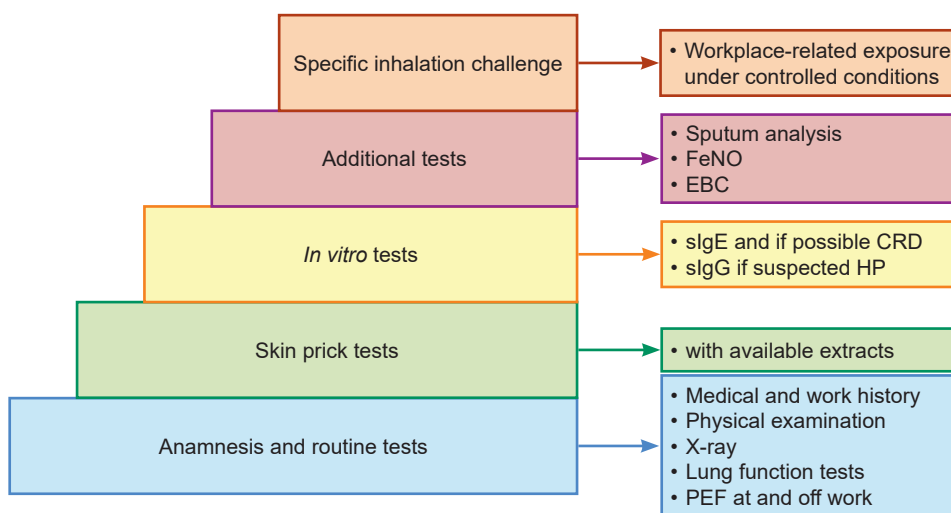 Specific inhalation challenge
• Workplace-related exposure
under controlled conditions
Additional tests
• Sputum analysis
• FeNO
• EBC
In vitro tests
• sIgE and if possible CRD
• sIgG if suspected HP
Skin prick tests
• with available extracts
Anamnesis and routine tests
• Medical and work history
• Physical examination
• X-ray
• Lung function tests
• PEF at and off work